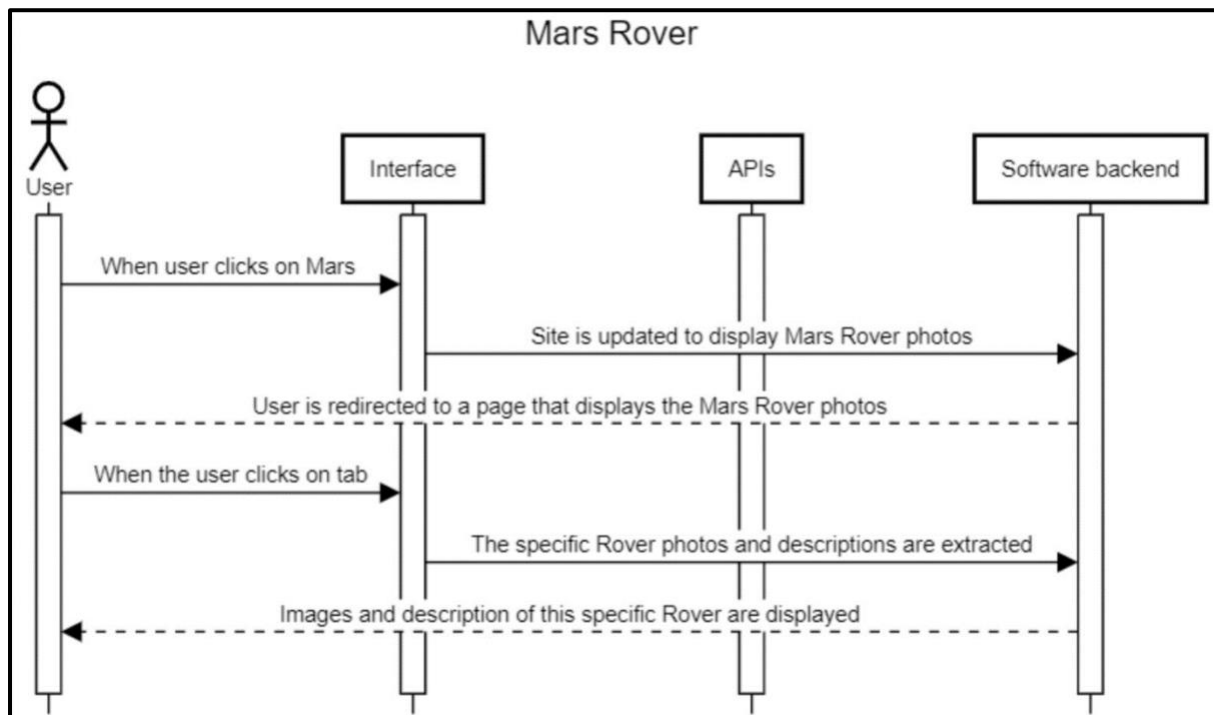 Mars Rover
User
Interface
APIs
Software backend
When user clicks on Mars
Site is updated to display Mars Rover photos
User is redirected to a page that displays the Mars Rover photos
When the user clicks on tab
The specific Rover photos and descriptions are extracted
Images and description of this specific Rover are displayed